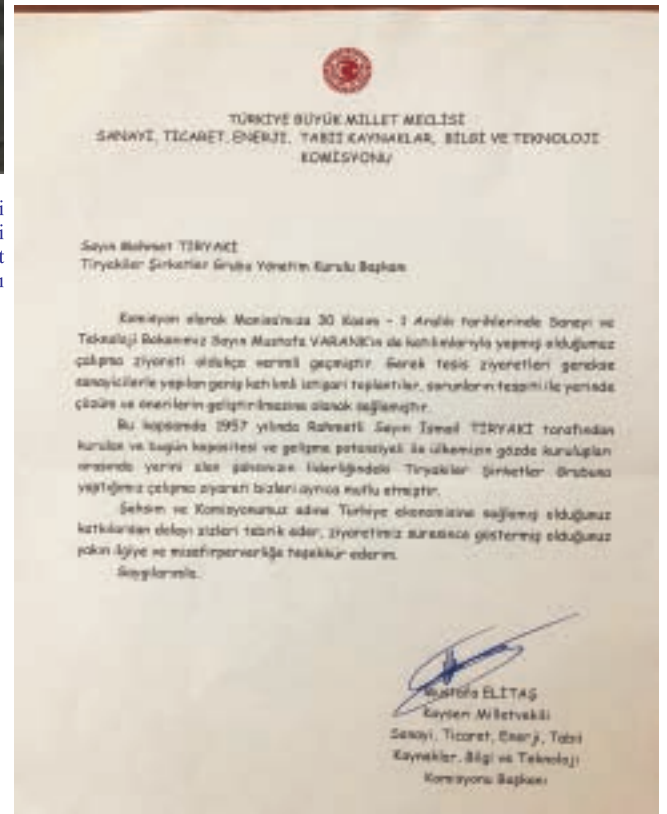 TÜRKİYE BÜYÜK MİLLET MECLİSİ
SANAYİ, TİCARET, ENERJİ, TABİİ KAYNAKLAR, BİLGİ VE TEKNOLOJİ
KOMİSYONU
Sayın Mehmet TİRYAKİ
Tiryakiler Şirketler Grubu Yönetim Kurulu Başkanı
Komisyon olarak Manisa'mıza 30 Kasım - 1 Aralık tarihlerinde Sanayi ve
Teknoloji Bakanımız Sayın Mustafa VARANK'ın da katılımlarıyla yapmış olduğumuz
çalışma ziyareti oldukça verimli geçmiştir. Gerek tesis ziyaretleri gerekse
sanayicilerle yapılan geniş katılımlı istişari toplantılar, sorunların tespiti ile yerinde
çözüm ve önerilerin geliştirilmesine olanak sağlamıştır.
Bu kapsamda 1957 yılında Rahmetli Sayın İsmail TİRYAKİ tarafından
kurulan ve bugün kapasitesi ve gelişme potansiyeli ile ülkemizin gözde kuruluşları
arasında yerini alan şahsınızın liderliğindeki Tiryakiler Şirketler Grubuna
yaptığımız çalışma ziyareti bizleri ayrıca mutlu etmiştir.
Şahsım ve Komisyonumuz adına Türkiye ekonomisine sağlamış olduğunuz
katkılardan dolayı sizleri tebrik eder, ziyaretimiz süresince göstermiş olduğunuz
yakın ilgiye ve misafirperverliğe teşekkür ederim.
Saygılarımla.
Mustafa ELİTAŞ
Kayseri Milletvekili
Sanayi, Ticaret, Enerji, Tabii
Kaynaklar, Bilgi ve Teknoloji
Komisyonu Başkanı